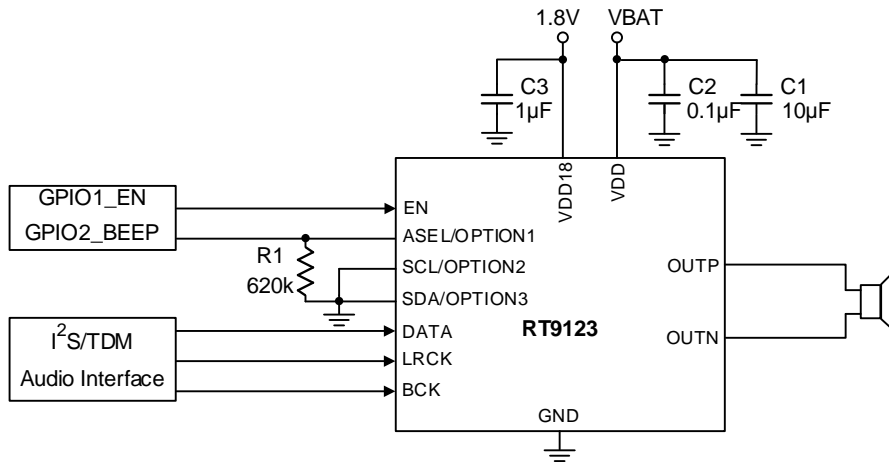 1.8V
VBAT
C3
1µF
C2
0.1µF
C1
10µF
VDD18
VDD
GPIO1_EN
GPIO2_BEEP
EN
ASEL/OPTION1
R1
620k
SCL/OPTION2
SDA/OPTION3
OUTP
I²S/TDM
Audio Interface
DATA
LRCK
BCK
RT9123
OUTN
GND